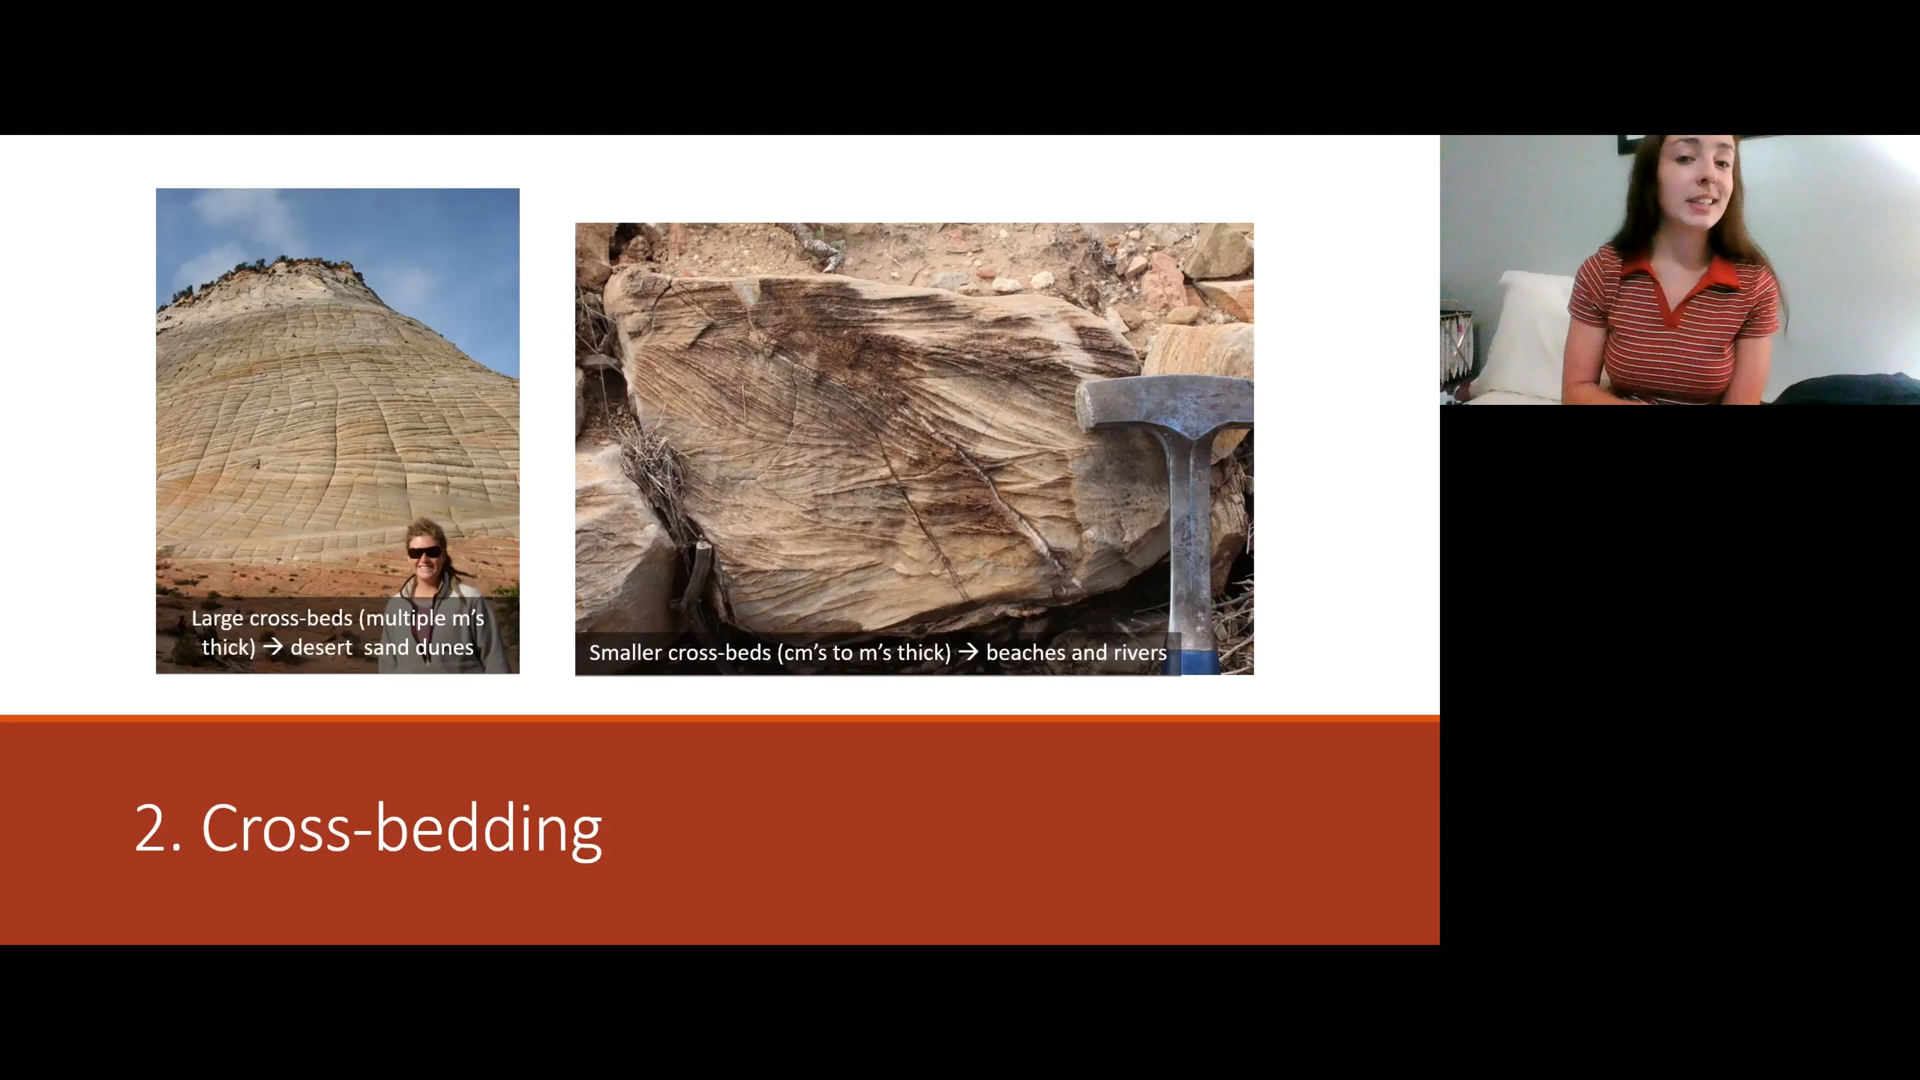 Large cross-beds (multiple m's
thick) → desert  sand dunes
Smaller cross-beds (cm's to m's thick) → beaches and rivers
2. Cross-bedding